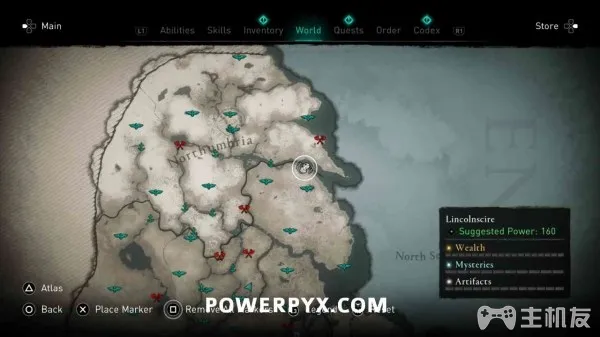 Main
L1 Abilities Skills Inventory World Quests Order Codex R1
Store
Northumbria
EN
North S
Lincolnscire
Suggested Power: 160
Wealth
Mysteries
Artifacts
Atlas
Back Place Marker
POWERPYX.COM
主机友